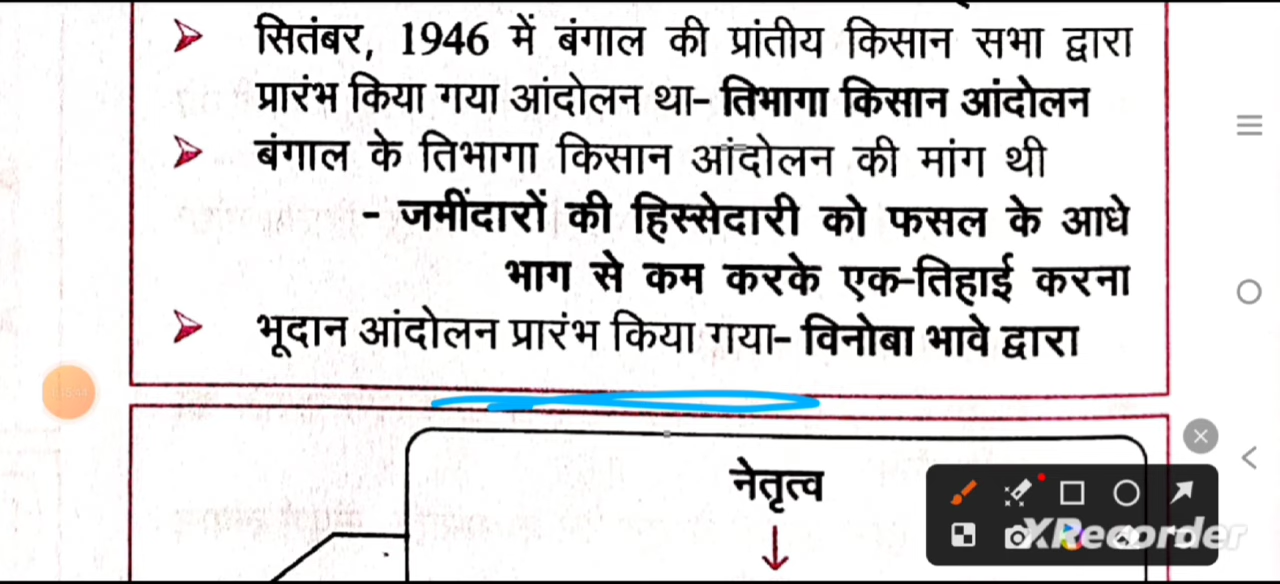 सितंबर, 1946 में बंगाल की प्रांतीय किसान सभा द्वारा
प्रारंभ किया गया आंदोलन था– तिभागा किसान आंदोलन
बंगाल के तिभागा किसान आंदोलन की मांग थी
- जमींदारों की हिस्सेदारी को फसल के आधे
भाग से कम करके एक-तिहाई करना
भूदान आंदोलन प्रारंभ किया गया– विनोबा भावे द्वारा
नेतृत्व
XRecorder